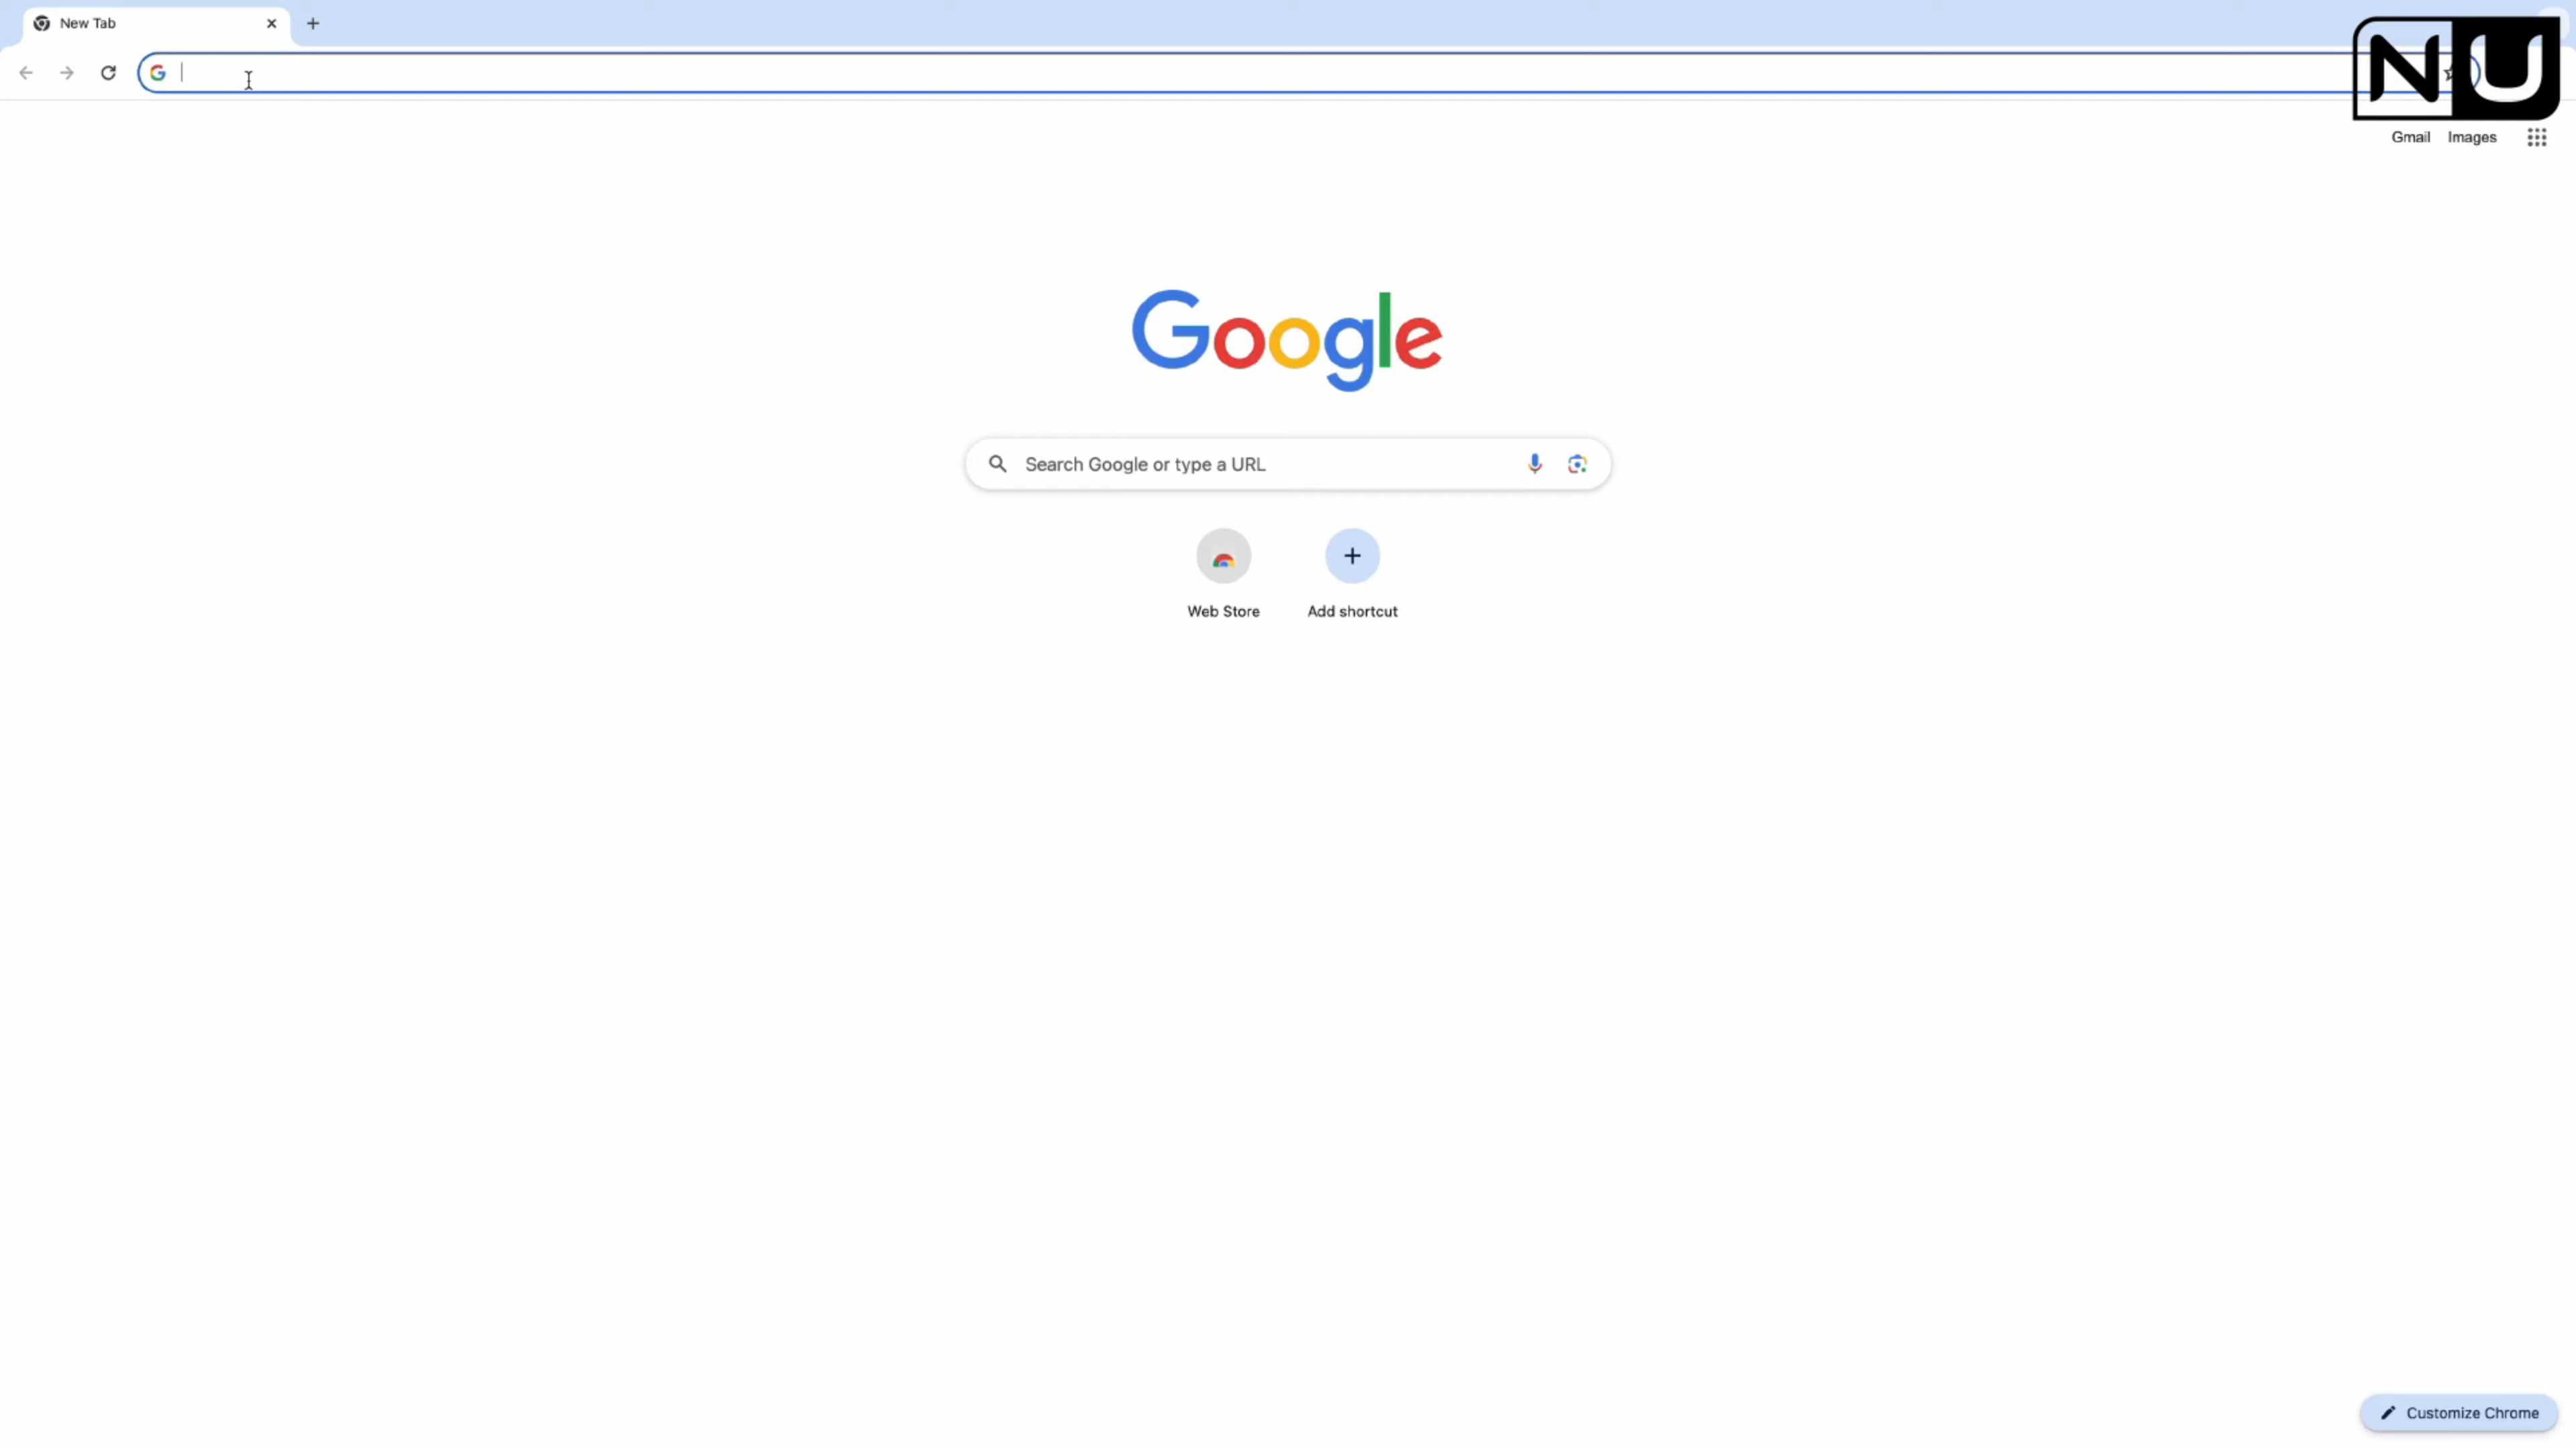 New Tab
NU
Gmail Images
Google
Search Google or type a URL
Web Store Add shortcut
Customize Chrome